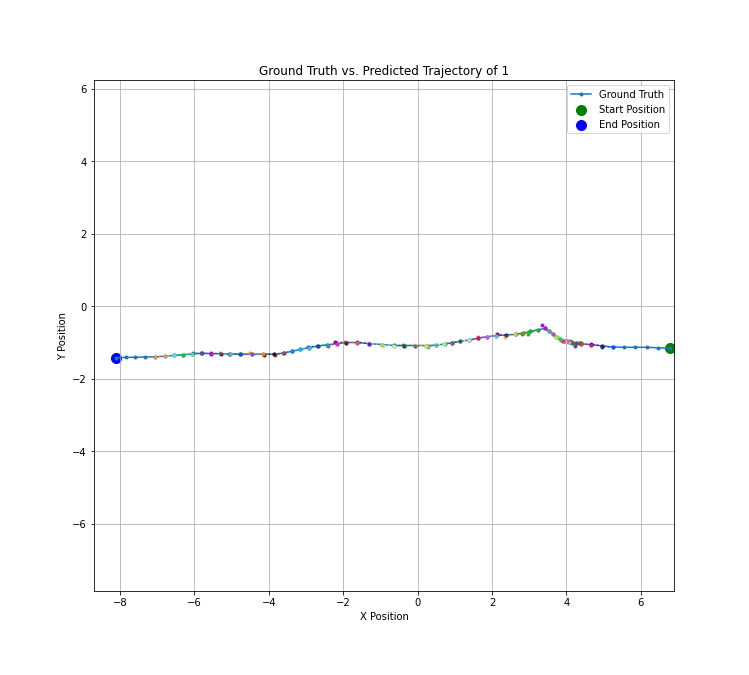 Ground Truth vs. Predicted Trajectory of 1
Ground Truth
Start Position
End Position
6
4
2
0
−2
−4
−6
Y Position
−8
−6
−4
−2
0
2
4
6
X Position